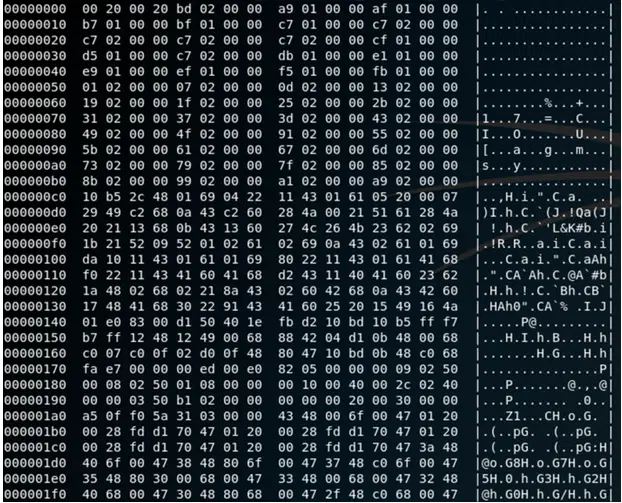 00000000 00 20 00 20 bd 02 00 00 a9 01 00 00 af 01 00 00 |. . ............|
00000010 b7 01 00 00 bf 01 00 00 c7 01 00 00 c7 02 00 00 |................|
00000020 c7 02 00 00 c7 02 00 00 c7 02 00 00 cf 01 00 00 |................|
00000030 d5 01 00 00 c7 02 00 00 db 01 00 00 e1 01 00 00 |................|
00000040 e9 01 00 00 ef 01 00 00 f5 01 00 00 fb 01 00 00 |................|
00000050 01 02 00 00 07 02 00 00 0d 02 00 00 13 02 00 00 |................|
00000060 19 02 00 00 1f 02 00 00 25 02 00 00 2b 02 00 00 |........%...+...|
00000070 31 02 00 00 37 02 00 00 3d 02 00 00 43 02 00 00 |1...7...=...C...|
00000080 49 02 00 00 4f 02 00 00 91 02 00 00 55 02 00 00 |I...O.......U...|
00000090 5b 02 00 00 61 02 00 00 67 02 00 00 6d 02 00 00 |[...a...g...m...|
000000a0 73 02 00 00 79 02 00 00 7f 02 00 00 85 02 00 00 |s...y...........|
000000b0 8b 02 00 00 99 02 00 00 a1 02 00 00 a9 02 00 00 |................|
000000c0 10 b5 2c 48 01 69 04 22 11 43 01 61 05 20 00 07 |..,H.i.".C.a. ..|
000000d0 29 49 c2 68 0a 43 c2 60 28 4a 00 21 51 61 28 4a |)I.h.C.`(J.!Qa(J|
000000e0 20 21 13 68 0b 43 13 60 27 4c 26 4b 23 62 02 69 | !.h.C.`'L&K#b.i|
000000f0 1b 21 52 09 52 01 02 61 02 69 0a 43 02 61 01 69 |.!R.R..a.i.C.a.i|
00000100 da 10 11 43 01 61 01 69 80 22 11 43 01 61 41 68 |...C.a.i.".C.aAh|
00000110 f0 22 11 43 41 60 41 68 d2 43 11 40 41 60 23 62 |.".CA`Ah.C.@A`#b|
00000120 1a 48 02 68 02 21 8a 43 02 60 42 68 0a 43 42 60 |.H.h.!.C.`Bh.CB`|
00000130 17 48 41 68 30 22 91 43 41 60 25 20 15 49 16 4a |.HAh0".CA`% .I.J|
00000140 01 e0 83 00 d1 50 40 1e fb d2 10 bd 10 b5 ff f7 |.....P@.........|
00000150 b7 ff 12 48 12 49 00 68 88 42 04 d1 0b 48 00 68 |...H.I.h.B...H.h|
00000160 c0 07 c0 0f 02 d0 0f 48 80 47 10 bd 0b 48 c0 68 |.......H.G...H.h|
00000170 fa e7 00 00 00 ed 00 e0 82 05 00 00 00 09 02 50 |...............P|
00000180 00 08 02 50 01 08 00 00 00 10 00 40 00 2c 02 40 |...P.......@.,.@|
00000190 00 00 03 50 b1 02 00 00 00 00 00 20 00 30 00 00 |...P....... .0..|
000001a0 a5 0f f0 5a 31 03 00 00 43 48 00 6f 00 47 01 20 |...Z1...CH.o.G. |
000001b0 00 28 fd d1 70 47 01 20 00 28 fd d1 70 47 01 20 |.(..pG. .(..pG. |
000001c0 00 28 fd d1 70 47 01 20 00 28 fd d1 70 47 3a 48 |.(..pG. .(..pG:H|
000001d0 40 6f 00 47 38 48 80 6f 00 47 37 48 c0 6f 00 47 |@o.G8H.o.G7H.o.G|
000001e0 35 48 80 30 00 68 00 47 33 48 00 68 00 47 32 48 |5H.0.h.G3H.h.G2H|
000001f0 40 68 00 47 30 48 80 68 00 47 2f 48 c0 68 00 47 |@h.G0H.h.G/H.h.G|